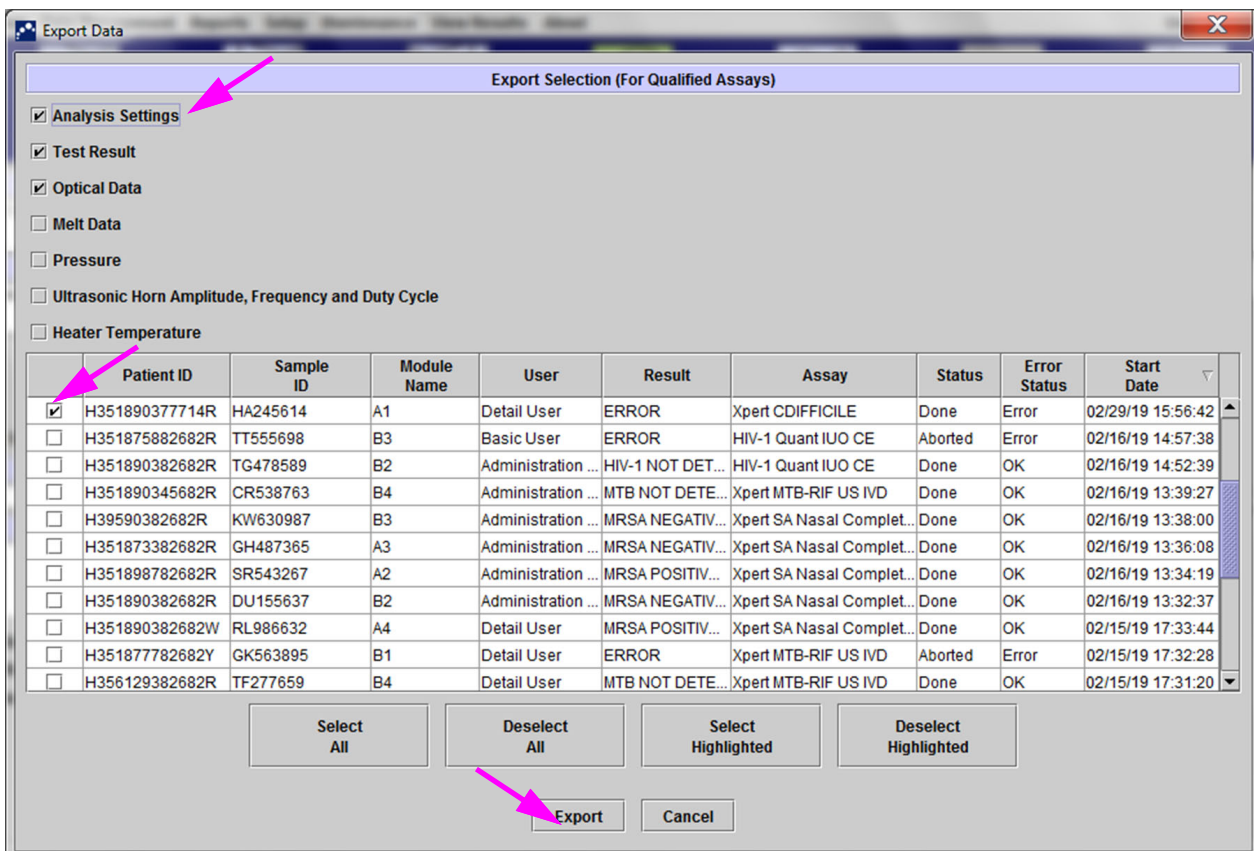 Export Data
Export Selection (For Qualified Assays)
Analysis Settings
Test Result
Optical Data
Melt Data
Pressure
Ultrasonic Horn Amplitude, Frequency and Duty Cycle
Heater Temperature
Patient ID Sample ID Module Name User Result Assay Status Error Status Start Date
H351890377714R HA245614 A1 Detail User ERROR Xpert CDIFFICILE Done Error 02/29/19 15:56:42
H351875882682R TT555698 B3 Basic User ERROR HIV-1 Quant IUO CE Aborted Error 02/16/19 14:57:38
H351890382682R TG478589 B2 Administration ... HIV-1 NOT DET... HIV-1 Quant IUO CE Done OK 02/16/19 14:52:39
H351890345682R CR538763 B4 Administration ... MTB NOT DETE... Xpert MTB-RIF US IVD Done OK 02/16/19 13:39:27
H39590382682R KW630987 B3 Administration ... MRSA NEGATIV... Xpert SA Nasal Complet... Done OK 02/16/19 13:38:00
H351873382682R GH487365 A3 Administration ... MRSA NEGATIV... Xpert SA Nasal Complet... Done OK 02/16/19 13:36:08
H351898782682R SR543267 A2 Administration ... MRSA POSITIV... Xpert SA Nasal Complet... Done OK 02/16/19 13:34:19
H351890382682R DU155637 B2 Administration ... MRSA NEGATIV... Xpert SA Nasal Complet... Done OK 02/16/19 13:32:37
H351890382682W RL986632 A4 Detail User MRSA POSITIV... Xpert SA Nasal Complet... Done OK 02/15/19 17:33:44
H351877782682Y GK563895 B1 Detail User ERROR Xpert MTB-RIF US IVD Aborted Error 02/15/19 17:32:28
H356129382682R TF277659 B4 Detail User MTB NOT DETE... Xpert MTB-RIF US IVD Done OK 02/15/19 17:31:20
Select All Deselect All Select Highlighted Deselect Highlighted
Export Cancel